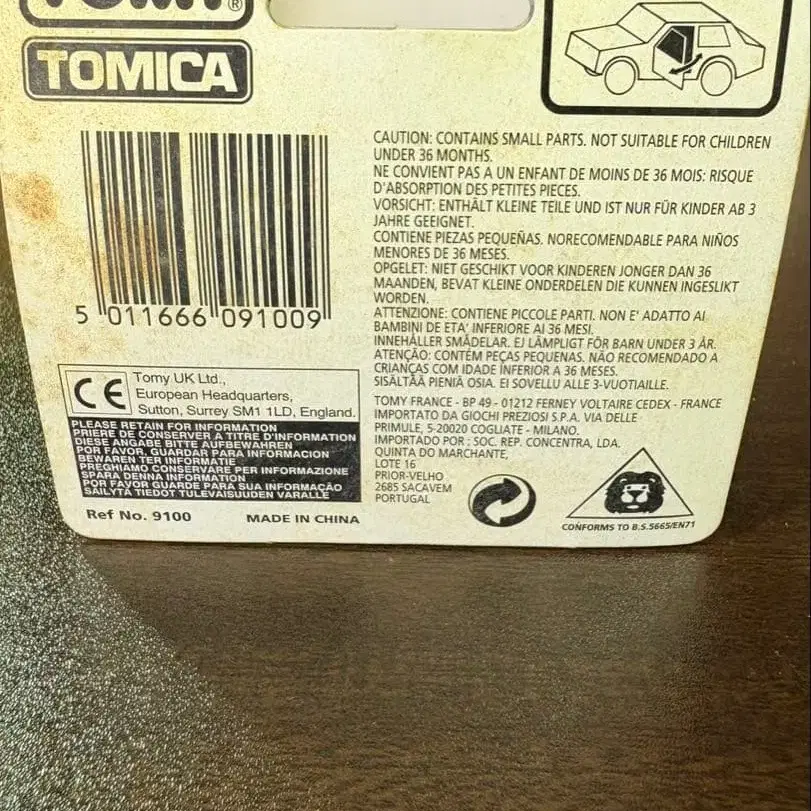 TOMY®
TOMICA
5 011666 091009
Tomy UK Ltd.,
European Headquarters,
Sutton, Surrey SM1 1LD, England.
PLEASE RETAIN FOR INFORMATION
PRIERE DE CONSERVER A TITRE D'INFORMATION
DIESE ANGABE BITTE AUFBEWAHREN
POR FAVOR, GUARDAR PARA INFORMACION
BEWAREN TER INFORMATIE
PREGHIAMO CONSERVARE PER INFORMAZIONE
SPARA DENNA INFORMATION
POR FAVOR GUARDE PARA SUA INFORMAÇÃO
SÄILYTÄ TIEDOT TULEVAISUUDEN VARALLE
Ref No. 9100
MADE IN CHINA
CAUTION: CONTAINS SMALL PARTS. NOT SUITABLE FOR CHILDREN
UNDER 36 MONTHS.
NE CONVIENT PAS A UN ENFANT DE MOINS DE 36 MOIS: RISQUE
D'ABSORPTION DES PETITES PIECES.
VORSICHT: ENTHÄLT KLEINE TEILE UND IST NUR FÜR KINDER AB 3
JAHRE GEEIGNET.
CONTIENE PIEZAS PEQUEÑAS. NORECOMENDABLE PARA NIÑOS
MENORES DE 36 MESES.
OPGELET: NIET GESCHIKT VOOR KINDEREN JONGER DAN 36
MAANDEN, BEVAT KLEINE ONDERDELEN DIE KUNNEN INGESLIKT
WORDEN.
ATTENZIONE: CONTIENE PICCOLE PARTI. NON E' ADATTO AI
BAMBINI DE ETA' INFERIORE AI 36 MESI.
INNEHÅLLER SMÅDELAR. EJ LÄMPLIGT FÖR BARN UNDER 3 ÅR.
ATENÇÃO: CONTÉM PEÇAS PEQUENAS. NÃO RECOMENDADO A
CRIANÇAS COM IDADE INFERIOR A 36 MESES.
SISÄLTÄÄ PIENIÄ OSIA. EI SOVELLU ALLE 3-VUOTIAILLE.
TOMY FRANCE - BP 49 - 01212 FERNEY VOLTAIRE CEDEX - FRANCE
IMPORTATO DA GIOCHI PREZIOSI S.P.A. VIA DELLE
PRIMULE, 5-20020 COGLIATE - MILANO.
IMPORTADO POR : SOC. REP. CONCENTRA, LDA.
QUINTA DO MARCHANTE,
LOTE 16
PRIOR-VELHO
2685 SACAVEM
PORTUGAL
CONFORMS TO B.S.5665/EN71